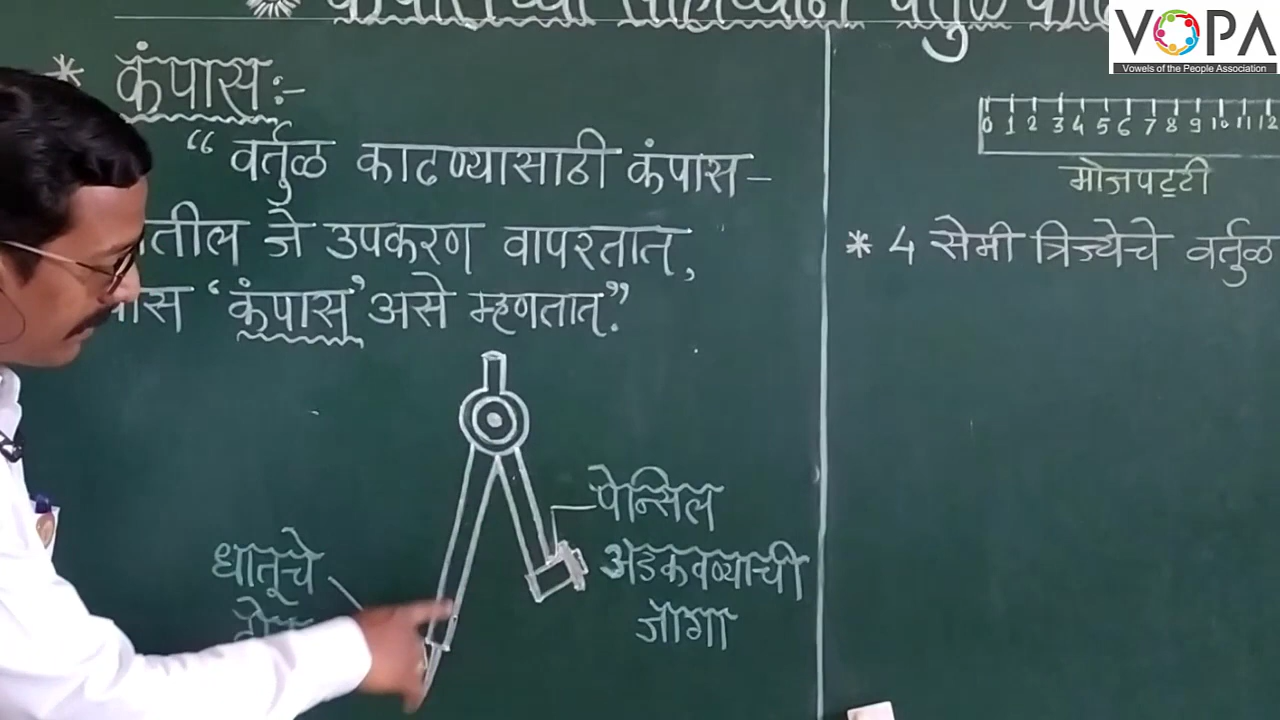 वर्तुळ
VOPA
Vowels of the People Association
* कंपास :-
“ वर्तुळ काढण्यासाठी कंपास -
तील जे उपकरण वापरतात,
‘कंपास’ असे म्हणतात.”
पेन्सिल
अडकवण्याची
जागा
धातूचे
0 1 2 3 4 5 6 7 8 9 10 11 12
मोजपट्टी
* 4 सेमी त्रिज्येचे वर्तुळ